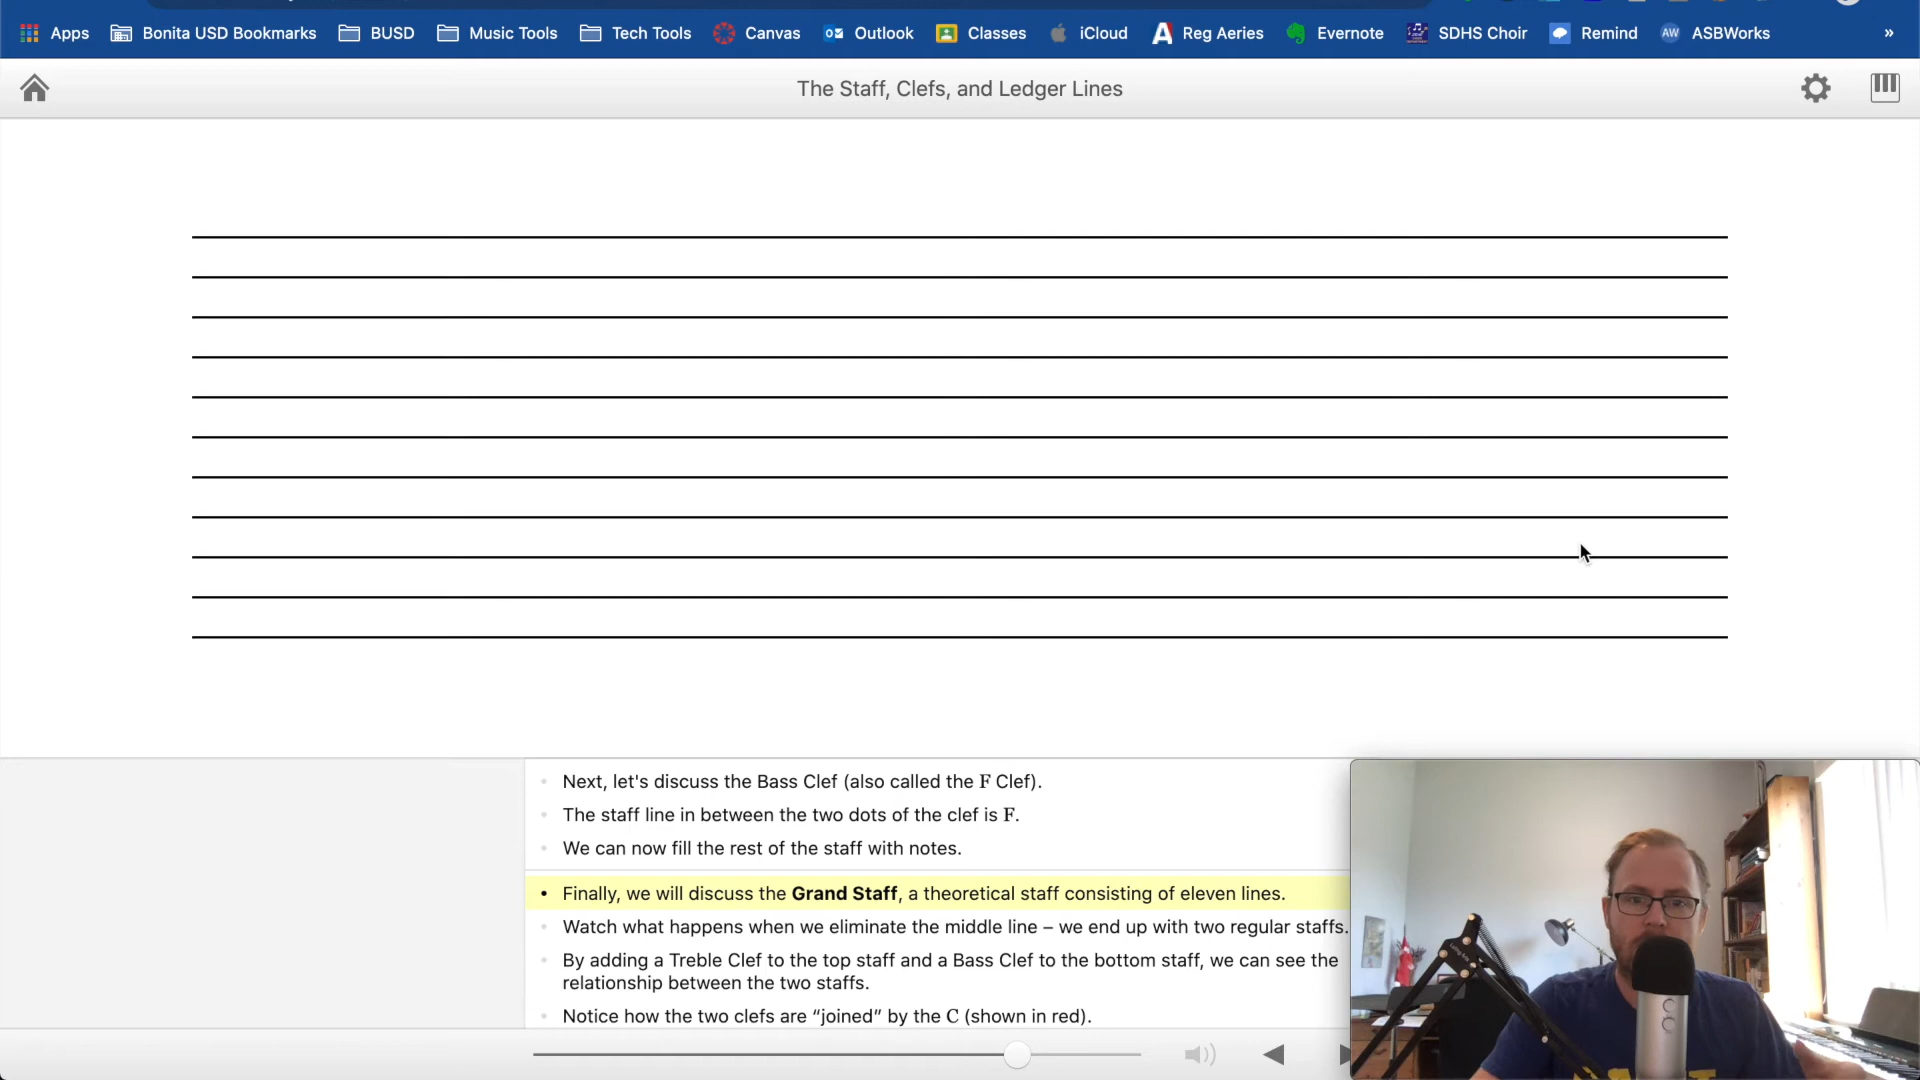 Apps Bonita USD Bookmarks BUSD Music Tools Tech Tools Canvas Outlook Classes iCloud Reg Aeries Evernote SDHS Choir Remind AW ASBWorks »
The Staff, Clefs, and Ledger Lines
Next, let's discuss the Bass Clef (also called the F Clef).
The staff line in between the two dots of the clef is F.
We can now fill the rest of the staff with notes.
Finally, we will discuss the Grand Staff, a theoretical staff consisting of eleven lines.
Watch what happens when we eliminate the middle line – we end up with two regular staffs.
By adding a Treble Clef to the top staff and a Bass Clef to the bottom staff, we can see the
relationship between the two staffs.
Notice how the two clefs are “joined” by the C (shown in red).